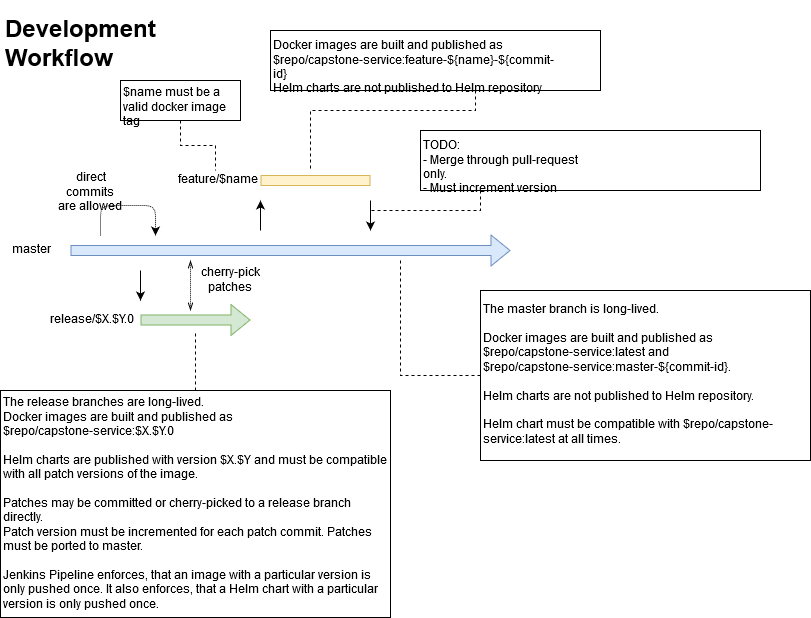 Development
Workflow
Docker images are built and published as
$repo/capstone-service:feature-${name}-${commit-
id}
Helm charts are not published to Helm repository
$name must be a
valid docker image
tag
TODO:
- Merge through pull-request
only.
- Must increment version
direct
commits
are allowed
feature/$name
master
cherry-pick
patches
release/$X.$Y.0
The master branch is long-lived.
Docker images are built and published as
$repo/capstone-service:latest and
$repo/capstone-service:master-${commit-id}.
Helm charts are not published to Helm repository.
Helm chart must be compatible with $repo/capstone-
service:latest at all times.
The release branches are long-lived.
Docker images are built and published as
$repo/capstone-service:$X.$Y.0
Helm charts are published with version $X.$Y and must be compatible
with all patch versions of the image.
Patches may be committed or cherry-picked to a release branch
directly.
Patch version must be incremented for each patch commit. Patches
must be ported to master.
Jenkins Pipeline enforces, that an image with a particular version is
only pushed once. It also enforces, that a Helm chart with a particular
version is only pushed once.